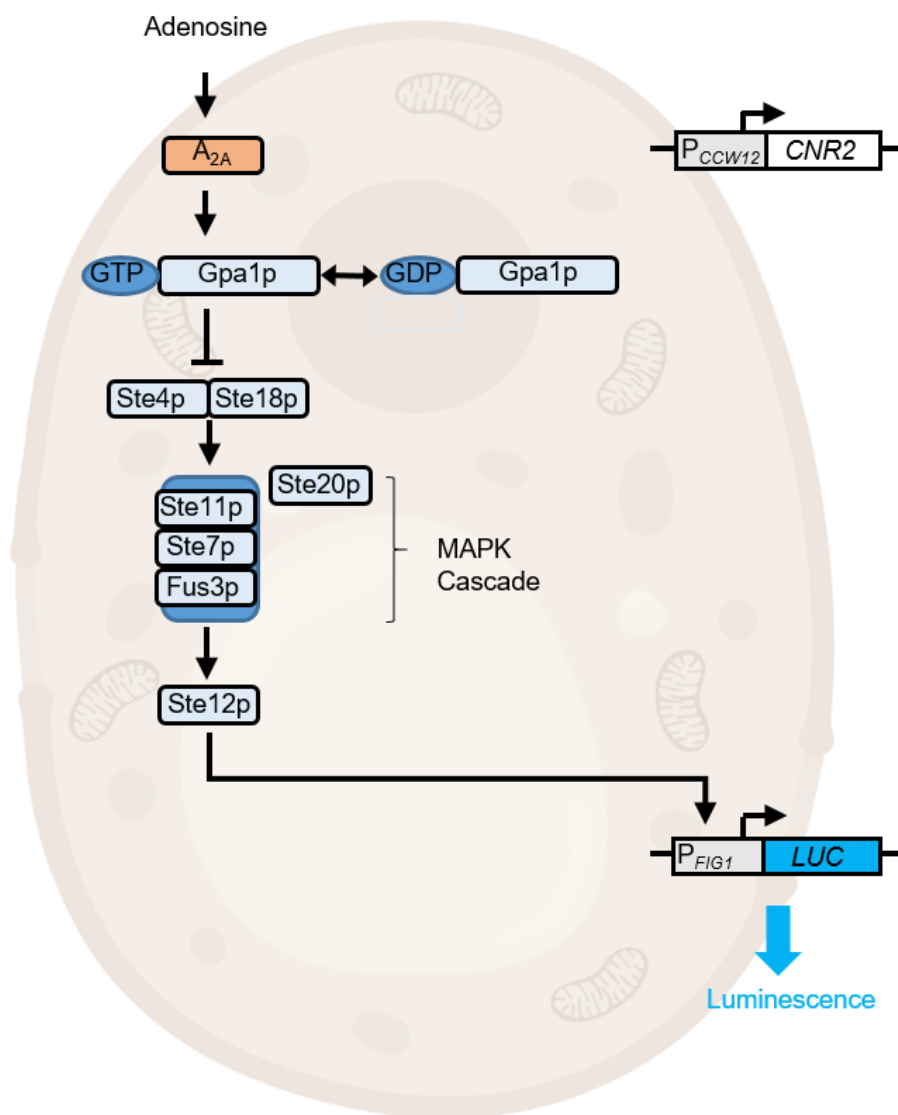 Adenosine
A2A
PCCW12 CNR2
GTP Gpa1p GDP Gpa1p
Ste4p Ste18p
Ste20p
Ste11p
Ste7p
Fus3p
MAPK
Cascade
Ste12p
PFIG1 LUC
Luminescence